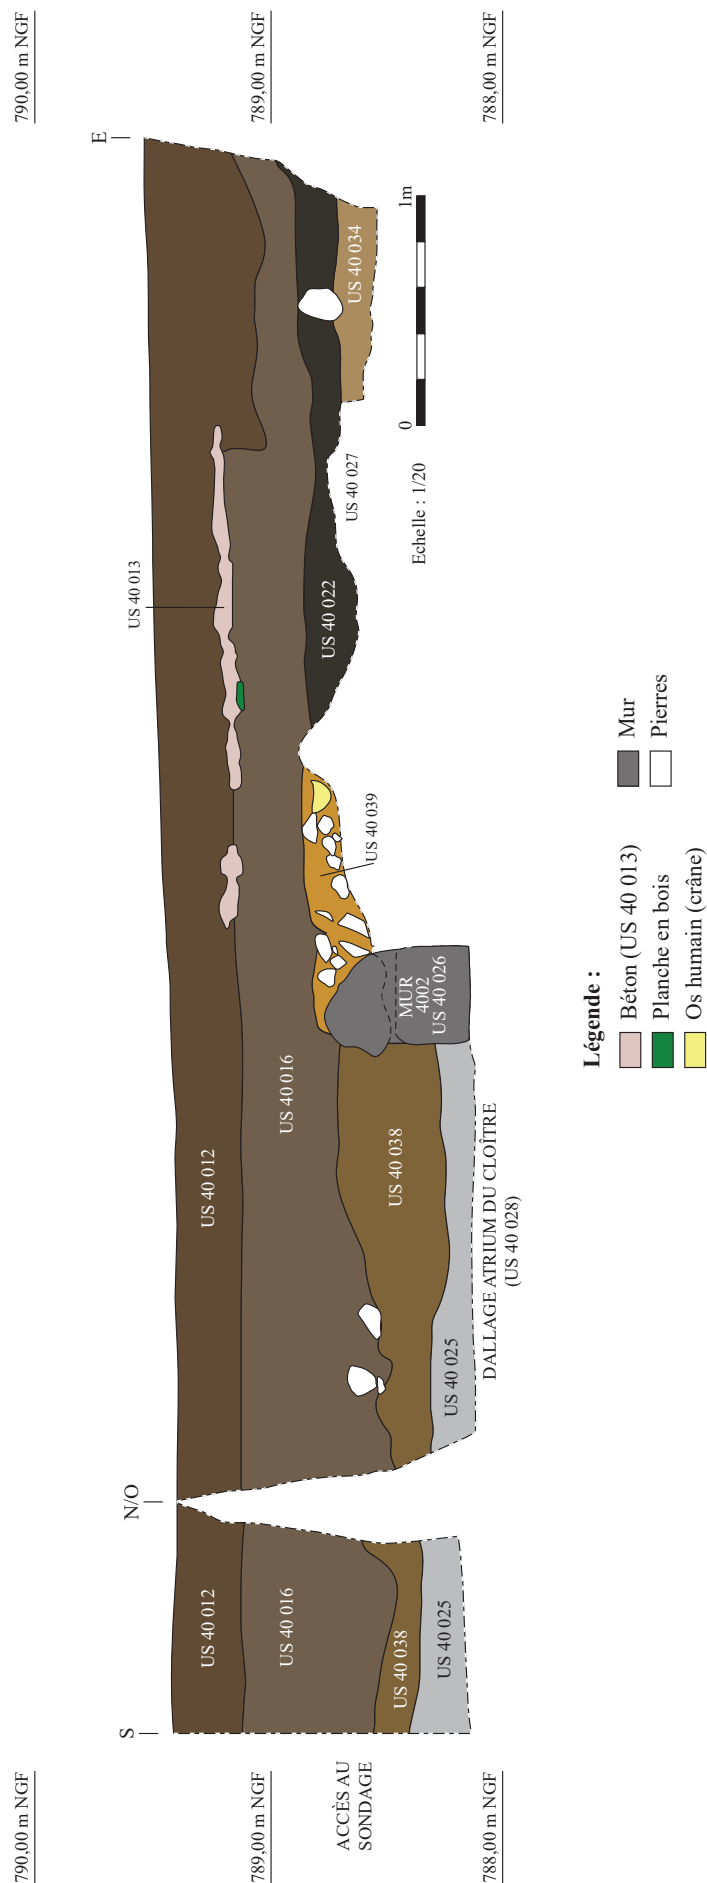 790,00 m NGF
790,00 m NGF
789,00 m NGF
789,00 m NGF
788,00 m NGF
788,00 m NGF
S
N/O
E
US 40 013
US 40 012
US 40 012
US 40 016
US 40 016
US 40 038
US 40 038
US 40 025
US 40 025
MUR
4002
US 40 026
US 40 039
US 40 022
US 40 027
US 40 034
ACCÈS AU
SONDAGE
DALLAGE ATRIUM DU CLOÎTRE
(US 40 028)
0
1m
Echelle : 1/20
Légende :
Béton (US 40 013)
Planche en bois
Os humain (crâne)
Mur
Pierres